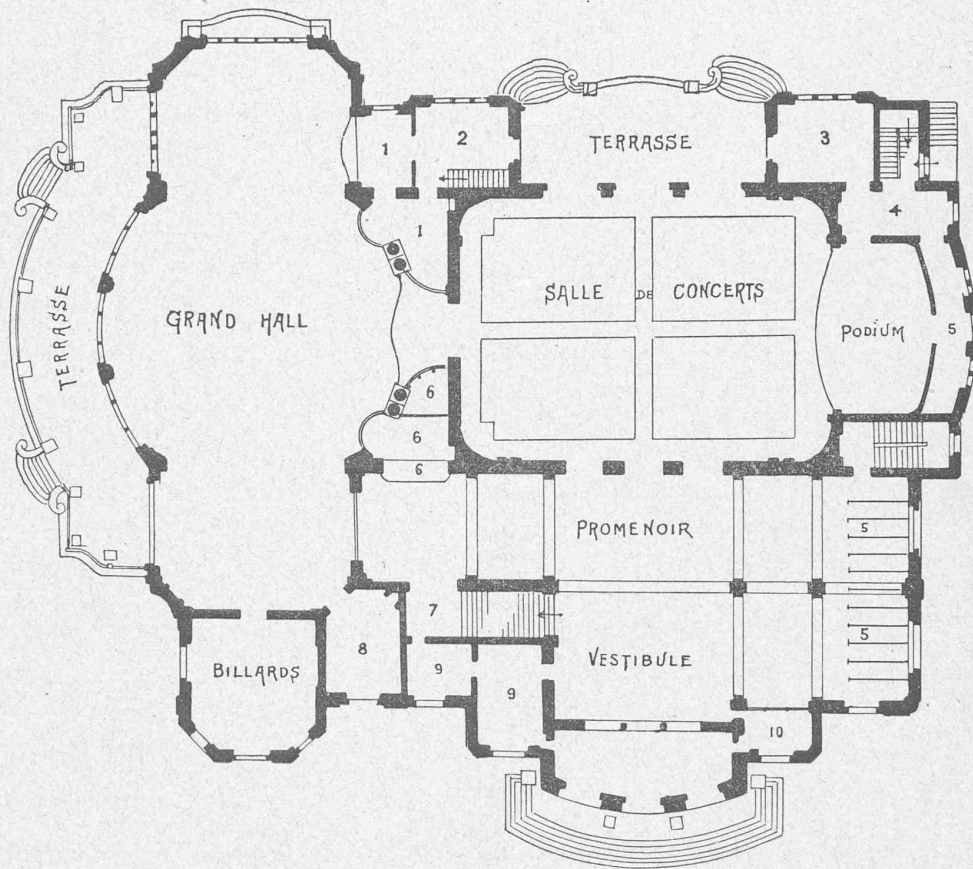 1
2
TERRASSE
3
4
1
TERRASSE
GRAND HALL
SALLE DE CONCERTS
PODIUM
5
6
6
6
PROMENOIR
5
7
8
BILLARDS
9
9
VESTIBULE
5
10